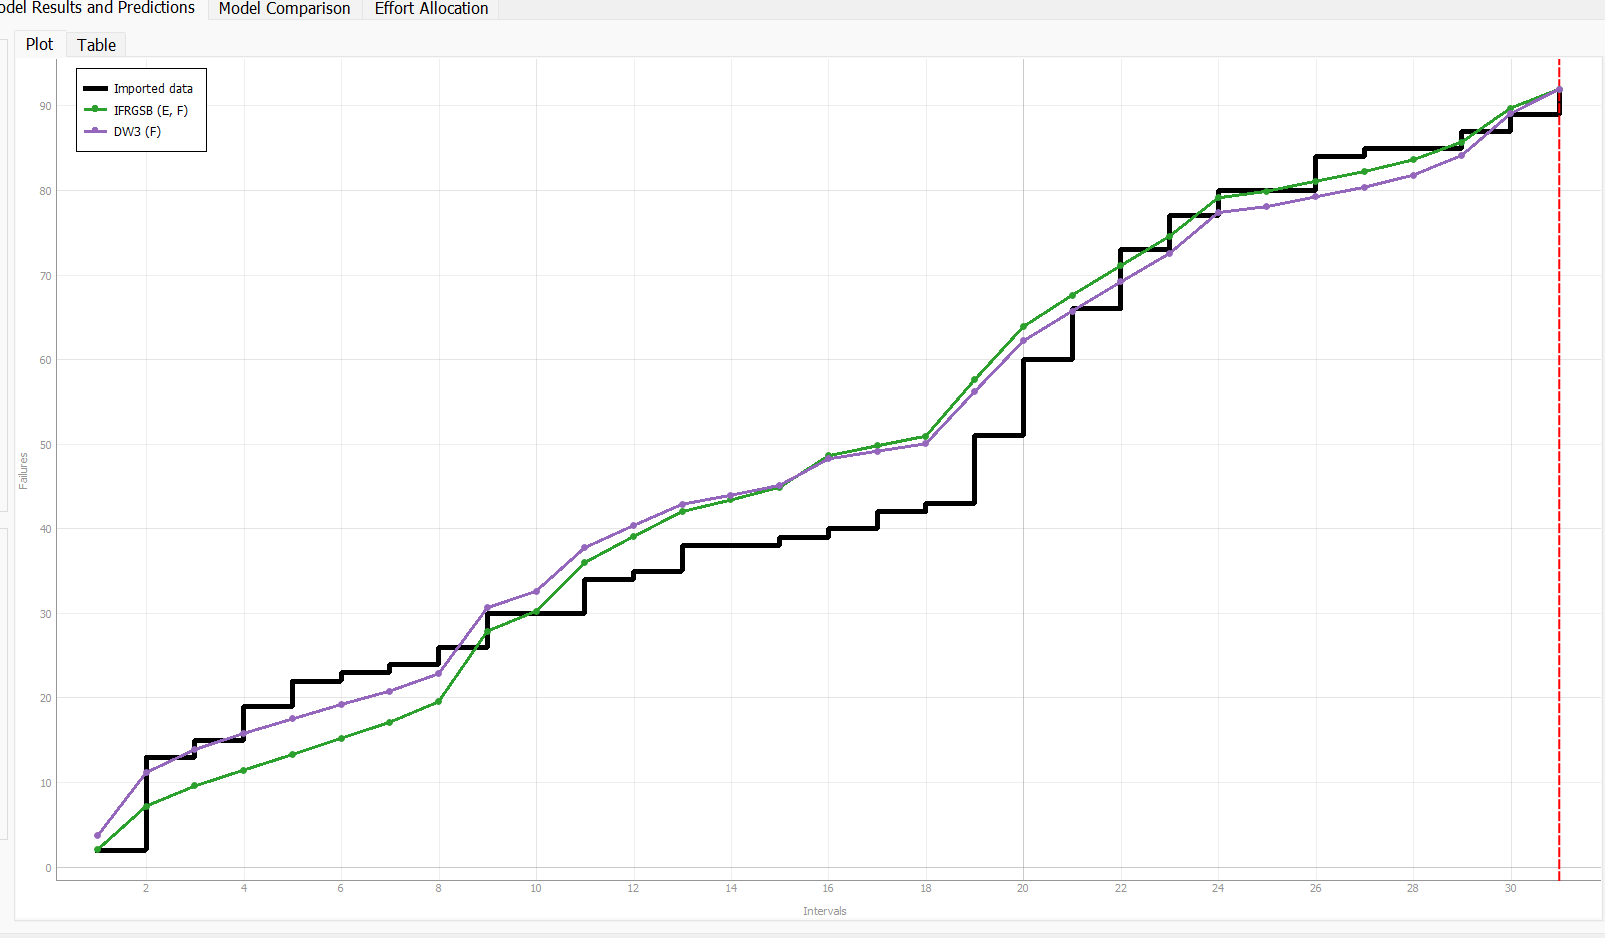 Model Results and Predictions Model Comparison Effort Allocation
Plot Table
Imported data
IFRGSB (E, F)
DW3 (F)
90
80
70
60
50
40
30
20
10
0
Failures
2 4 6 8 10 12 14 16 18 20 22 24 26 28 30
Intervals